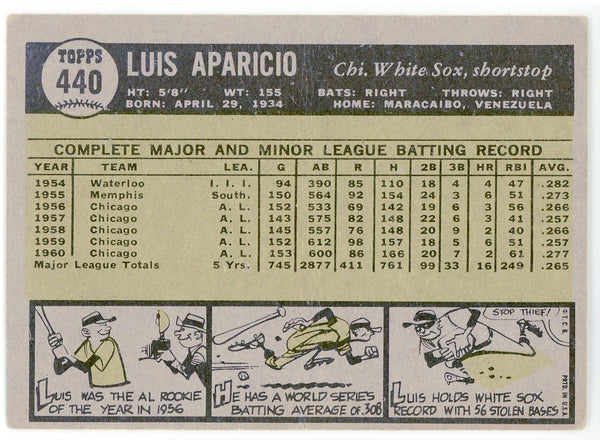 TOPPS
440
LUIS APARICIO
Chi. White Sox, shortstop
HT: 5'8" WT: 155 BATS: RIGHT THROWS: RIGHT
BORN: APRIL 29, 1934 HOME: MARACAIBO, VENEZUELA
COMPLETE MAJOR AND MINOR LEAGUE BATTING RECORD
YEAR TEAM LEA. G AB R H 2B 3B HR RBI AVG.
1954 Waterloo I. I. I. 94 390 85 110 18 4 4 47 .282
1955 Memphis South. 150 564 92 154 24 3 6 51 .273
1956 Chicago A. L. 152 533 69 142 19 6 3 56 .266
1957 Chicago A. L. 143 575 82 148 22 6 3 41 .257
1958 Chicago A. L. 145 557 76 148 20 9 2 40 .266
1959 Chicago A. L. 152 612 98 157 18 5 6 51 .257
1960 Chicago A. L. 153 600 86 166 20 7 2 61 .277
Major League Totals 5 Yrs. 745 2877 411 761 99 33 16 249 .265
LUIS WAS THE AL ROOKIE
OF THE YEAR IN 1956
HE HAS A WORLD SERIES
BATTING AVERAGE OF .308
STOP THIEF!
LUIS HOLDS WHITE SOX
RECORD WITH 56 STOLEN BASES
© T.C.G. PRTD. IN U.S.A.